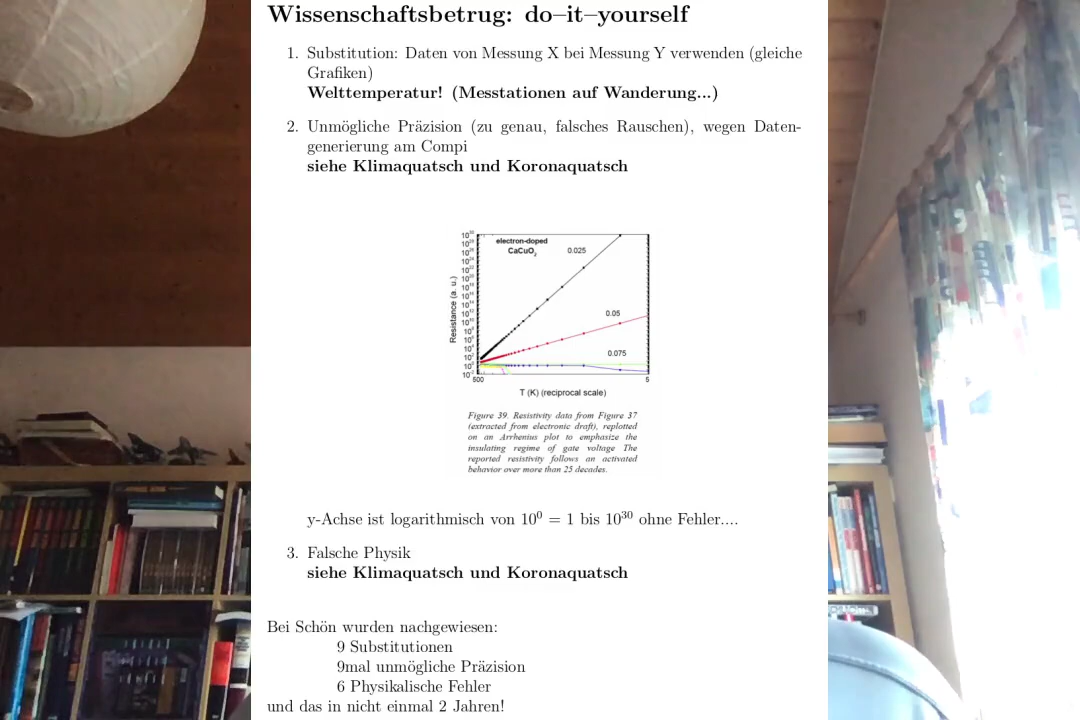 Wissenschaftsbetrug: do–it–yourself
1. Substitution: Daten von Messung X bei Messung Y verwenden (gleiche
Grafiken)
Welttemperatur! (Messtationen auf Wanderung...)
2. Unmögliche Präzision (zu genau, falsches Rauschen), wegen Daten-
generierung am Compi
siehe Klimaquatsch und Koronaquatsch
electron-doped
CaCuO2
0.025
0.05
0.075
Resistance (a. u.)
500
5
T (K) (reciprocal scale)
Figure 39. Resistivity data from Figure 37
(extracted from electronic draft), replotted
on an Arrhenius plot to emphasize the
insulating regime of gate voltage The
reported resistivity follows an activated
behavior over more than 25 decades.
y-Achse ist logarithmisch von 10⁰ = 1 bis 10³⁰ ohne Fehler....
3. Falsche Physik
siehe Klimaquatsch und Koronaquatsch
Bei Schön wurden nachgewiesen:
9 Substitutionen
9mal unmögliche Präzision
6 Physikalische Fehler
und das in nicht einmal 2 Jahren!